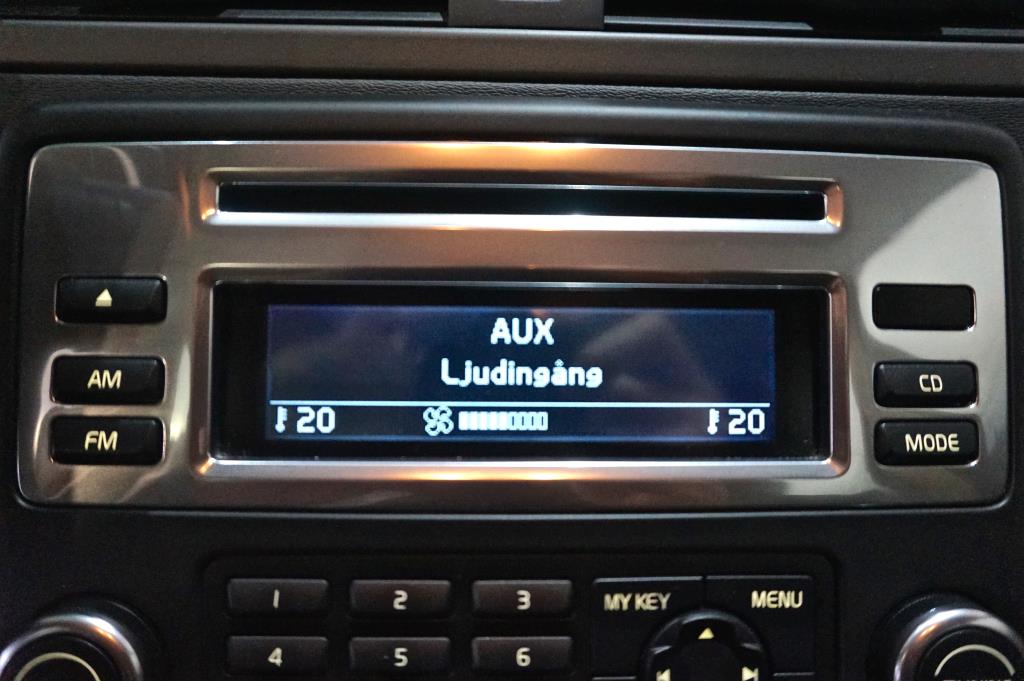 AUX
Ljudingång
20 20
AM
FM
CD
MODE
1 2 3
MY KEY MENU
4 5 6